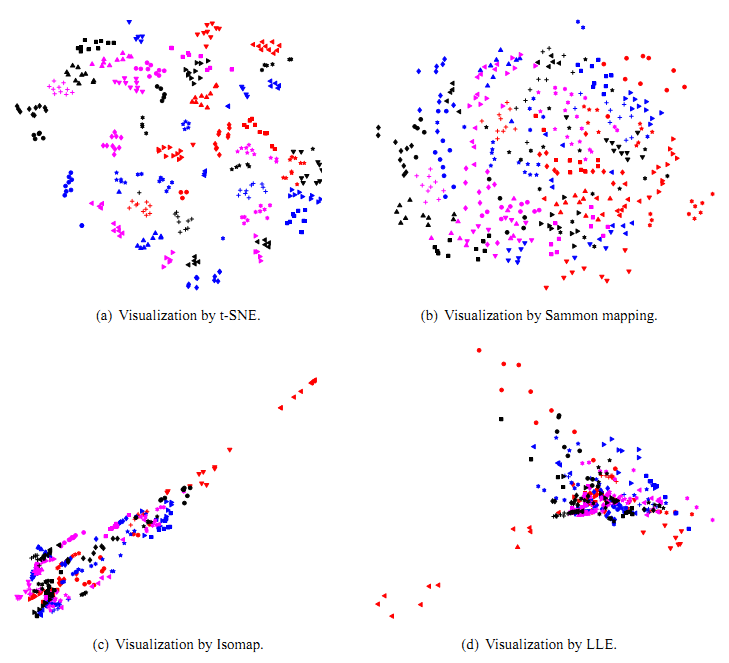 (a) Visualization by t-SNE.
(b) Visualization by Sammon mapping.
(c) Visualization by Isomap.
(d) Visualization by LLE.